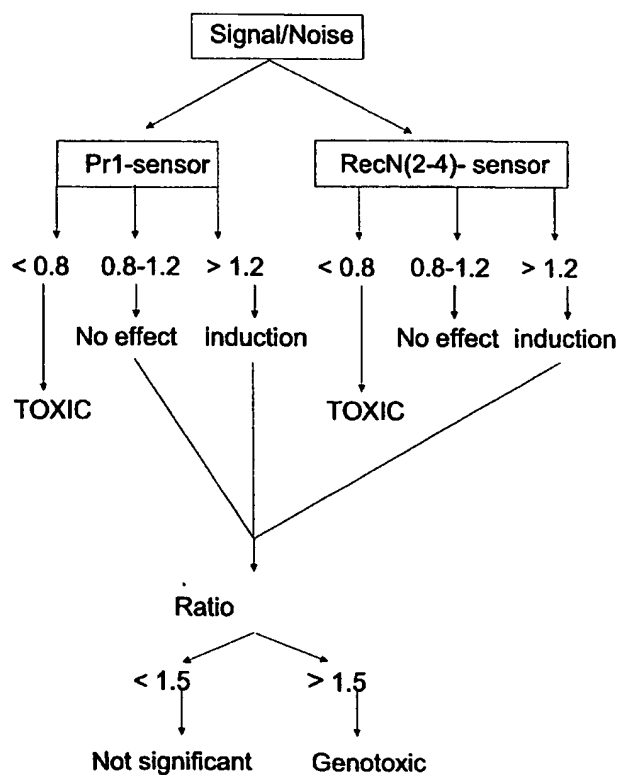 Signal/Noise
Pr1-sensor RecN(2-4)- sensor
< 0.8 0.8-1.2 > 1.2 < 0.8 0.8-1.2 > 1.2
No effect induction No effect induction
TOXIC TOXIC
Ratio
< 1.5 > 1.5
Not significant Genotoxic